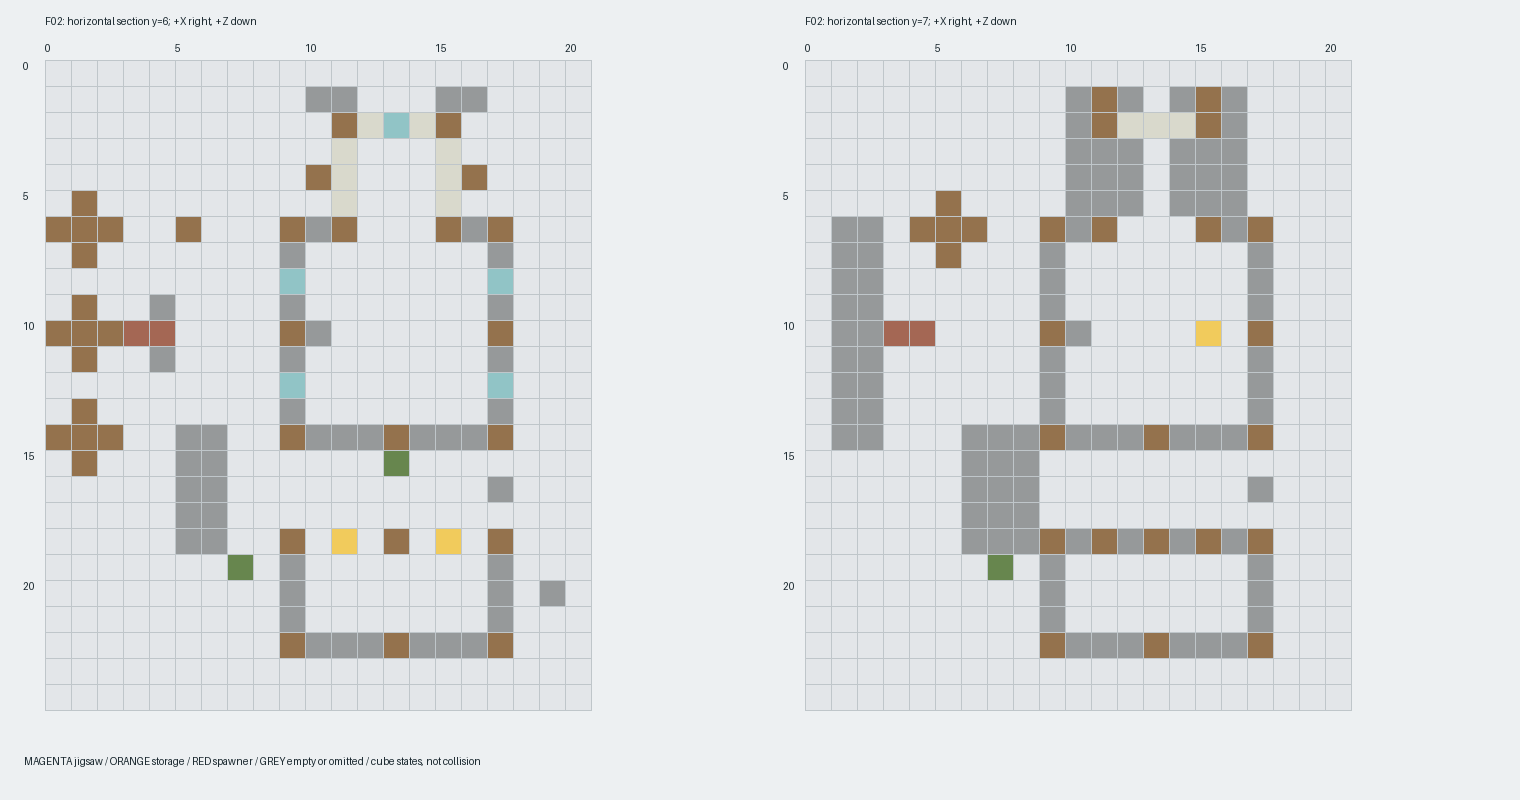 F02: horizontal section y=6; +X right, +Z down
F02: horizontal section y=7; +X right, +Z down
0 5 10 15 20
0 5 10 15 20
0
0
5
5
10
10
15
15
20
20
MAGENTA jigsaw / ORANGE storage / RED spawner / GREY empty or omitted / cube states, not collision